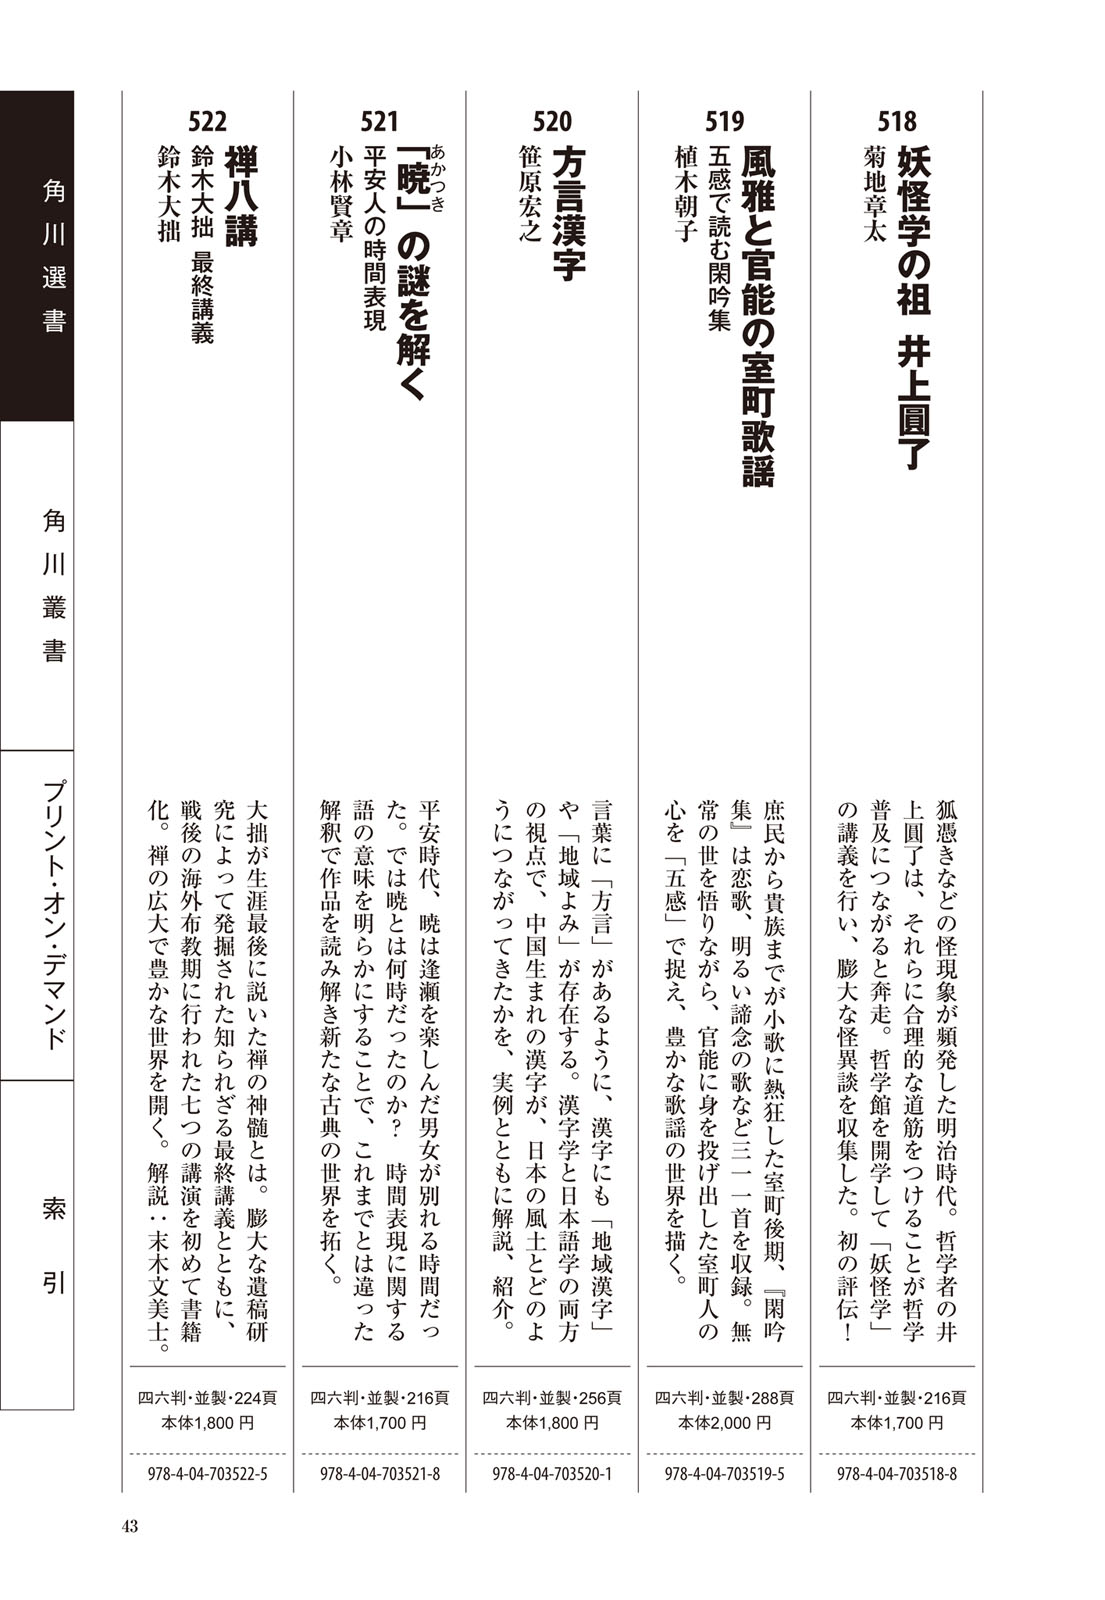 518
妖怪学の祖 井上圓了
菊地章太
狐憑きなどの怪現象が頻発した明治時代。哲学者の井
上圓了は、それらに合理的な道筋をつけることが哲学
普及につながると奔走。哲学館を開学して「妖怪学」
の講義を行い、膨大な怪異談を収集した。初の評伝！
四六判・並製・216頁
本体1,700 円
978-4-04-703518-8
519
風雅と官能の室町歌謡
五感で読む閑吟集
植木朝子
庶民から貴族までが小歌に熱狂した室町後期、『閑吟
集』は恋歌、明るい諦念の歌など三一一首を収録。無
常の世を悟りながら、官能に身を投げ出した室町人の
心を「五感」で捉え、豊かな歌謡の世界を描く。
四六判・並製・288頁
本体2,000 円
978-4-04-703519-5
520
方言漢字
笹原宏之
言葉に「方言」があるように、漢字にも「地域漢字」
や「地域よみ」が存在する。漢字学と日本語学の両方
の視点で、中国生まれの漢字が、日本の風土とどのよ
うにつながってきたかを、実例とともに解説、紹介。
四六判・並製・256頁
本体1,800 円
978-4-04-703520-1
521
あかつき
「暁」の謎を解く
平安人の時間表現
小林賢章
平安時代、暁は逢瀬を楽しんだ男女が別れる時間だっ
た。では暁とは何時だったのか？ 時間表現に関する
語の意味を明らかにすることで、これまでとは違った
解釈で作品を読み解き新たな古典の世界を拓く。
四六判・並製・216頁
本体1,700 円
978-4-04-703521-8
522
禅八講
鈴木大拙 最終講義
鈴木大拙
大拙が生涯最後に説いた禅の神髄とは。膨大な遺稿研
究によって発掘された知られざる最終講義とともに、
戦後の海外布教期に行われた七つの講演を初めて書籍
化。禅の広大で豊かな世界を開く。解説：末木文美士。
四六判・並製・224頁
本体1,800 円
978-4-04-703522-5
角川選書
角川叢書
プリント・オン・デマンド
索引
43